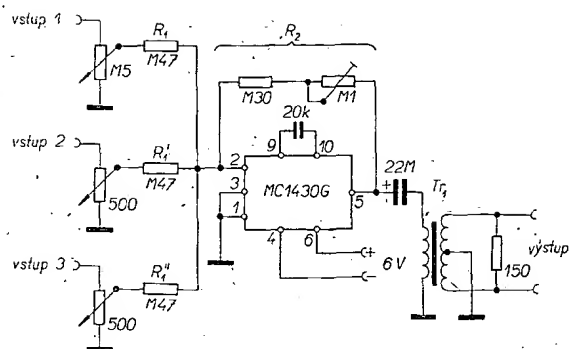 vstup 1
R₁
M47
M5
R₂
M30
M1
20k
9
10
vstup 2
R₁'
M47
500
2
3
1
MC1430G
5
4
6
+
−
6 V
+
22M
Tr₁
150
výstup
vstup 3
R₁"
M47
500